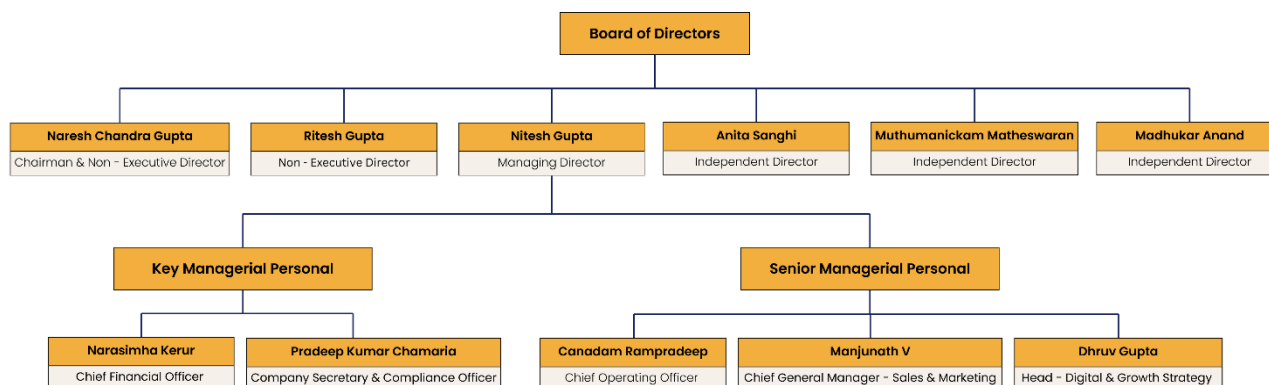 Board of Directors
Naresh Chandra Gupta
Chairman & Non - Executive Director
Ritesh Gupta
Non - Executive Director
Nitesh Gupta
Managing Director
Anita Sanghi
Independent Director
Muthumanickam Matheswaran
Independent Director
Madhukar Anand
Independent Director
Key Managerial Personal
Senior Managerial Personal
Narasimha Kerur
Chief Financial Officer
Pradeep Kumar Chamaria
Company Secretary & Compliance Officer
Canadam Rampradeep
Chief Operating Officer
Manjunath V
Chief General Manager - Sales & Marketing
Dhruv Gupta
Head - Digital & Growth Strategy